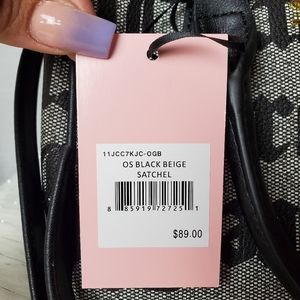 11JCC7KJC-OGB
OS BLACK BEIGE
SATCHEL
8 85919 72725 1
$89.00